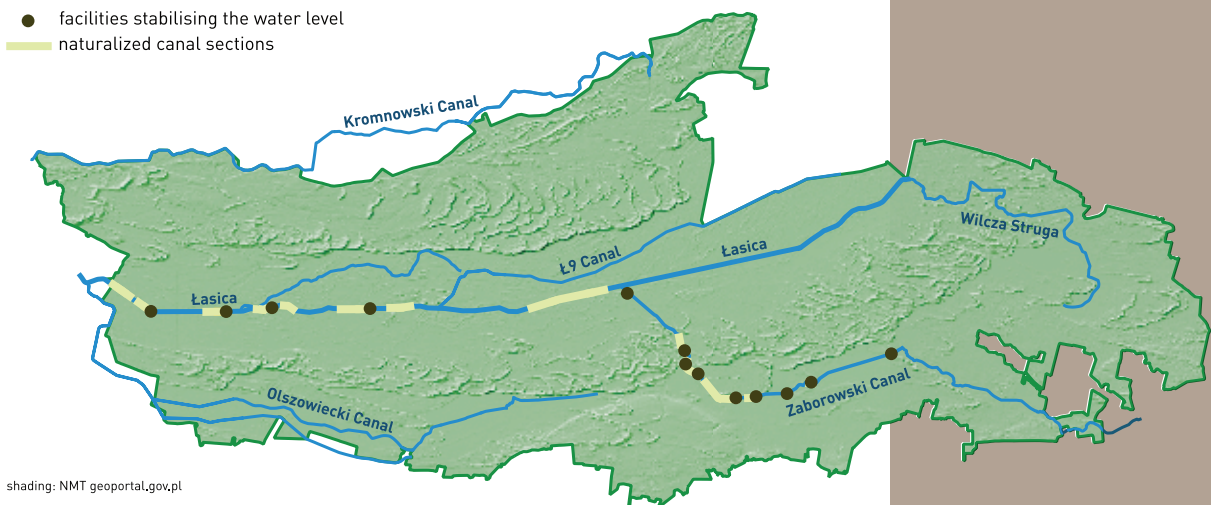 facilities stabilising the water level
naturalized canal sections
Kromnowski Canal
Wilcza Struga
Łasica
Ł9 Canal
Łasica
Zaborowski Canal
Olszowiecki Canal
shading: NMT geoportal.gov.pl